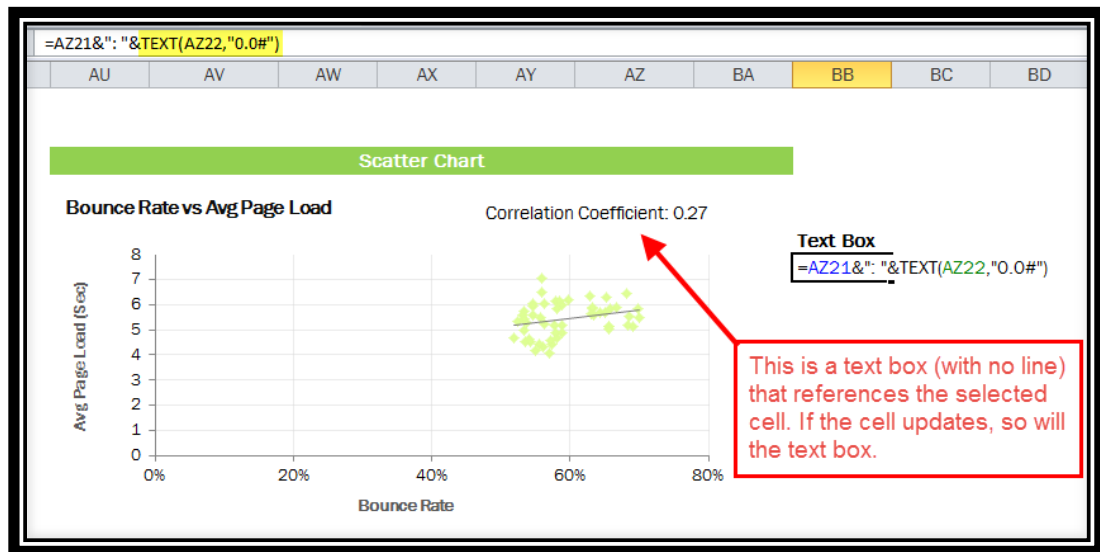 =AZ21&": "&TEXT(AZ22,"0.0#")
AU AV AW AX AY AZ BA BB BC BD
Scatter Chart
Bounce Rate vs Avg Page Load
Correlation Coefficient: 0.27
Text Box
=AZ21&": "&TEXT(AZ22,"0.0#")
8
7
6
5
4
3
2
1
0
Avg Page Load (Sec)
0% 20% 40% 60% 80%
Bounce Rate
This is a text box (with no line)
that references the selected
cell. If the cell updates, so will
the text box.